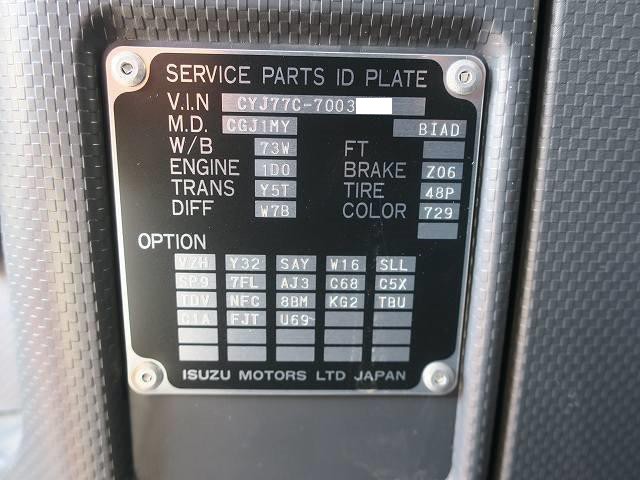 SERVICE PARTS ID PLATE
V.I.N CYJ77C-7003
M.D. CGJ1MY BIAD
W/B 73W FT
ENGINE 1D0 BRAKE Z06
TRANS Y5T TIRE 48P
DIFF W7B COLOR 729
OPTION
VZH Y32 SAY W16 SLL
SP9 7FL AJ3 C68 C5X
TDV NFC 8BM KG2 TBU
C1A FJT U69
ISUZU MOTORS LTD JAPAN